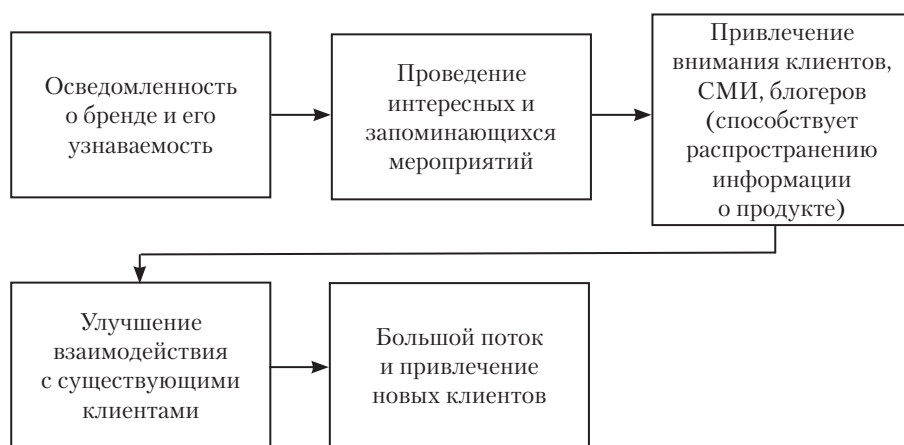 Осведомленность
о бренде и его
узнаваемость
Проведение
интересных и
запоминающихся
мероприятий
Привлечение
внимания клиентов,
СМИ, блогеров
(способствует
распространению
информации
о продукте)
Улучшение
взаимодействия
с существующими
клиентами
Большой поток
и привлечение
новых клиентов